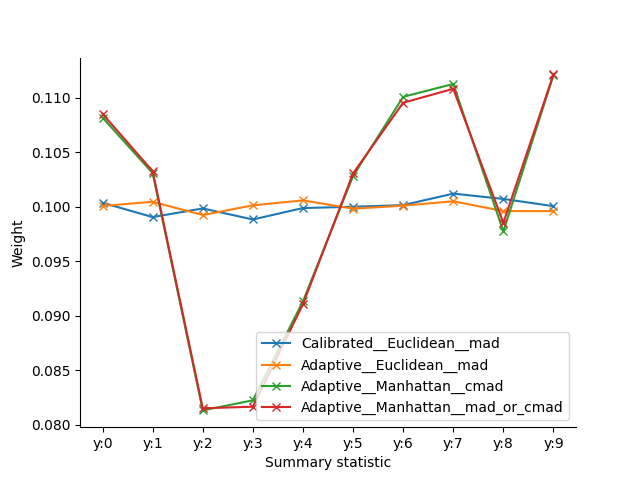 0.110
0.105
0.100
0.095
0.090
0.085
0.080
Weight
Calibrated__Euclidean__mad
Adaptive__Euclidean__mad
Adaptive__Manhattan__cmad
Adaptive__Manhattan__mad_or_cmad
y:0 y:1 y:2 y:3 y:4 y:5 y:6 y:7 y:8 y:9
Summary statistic